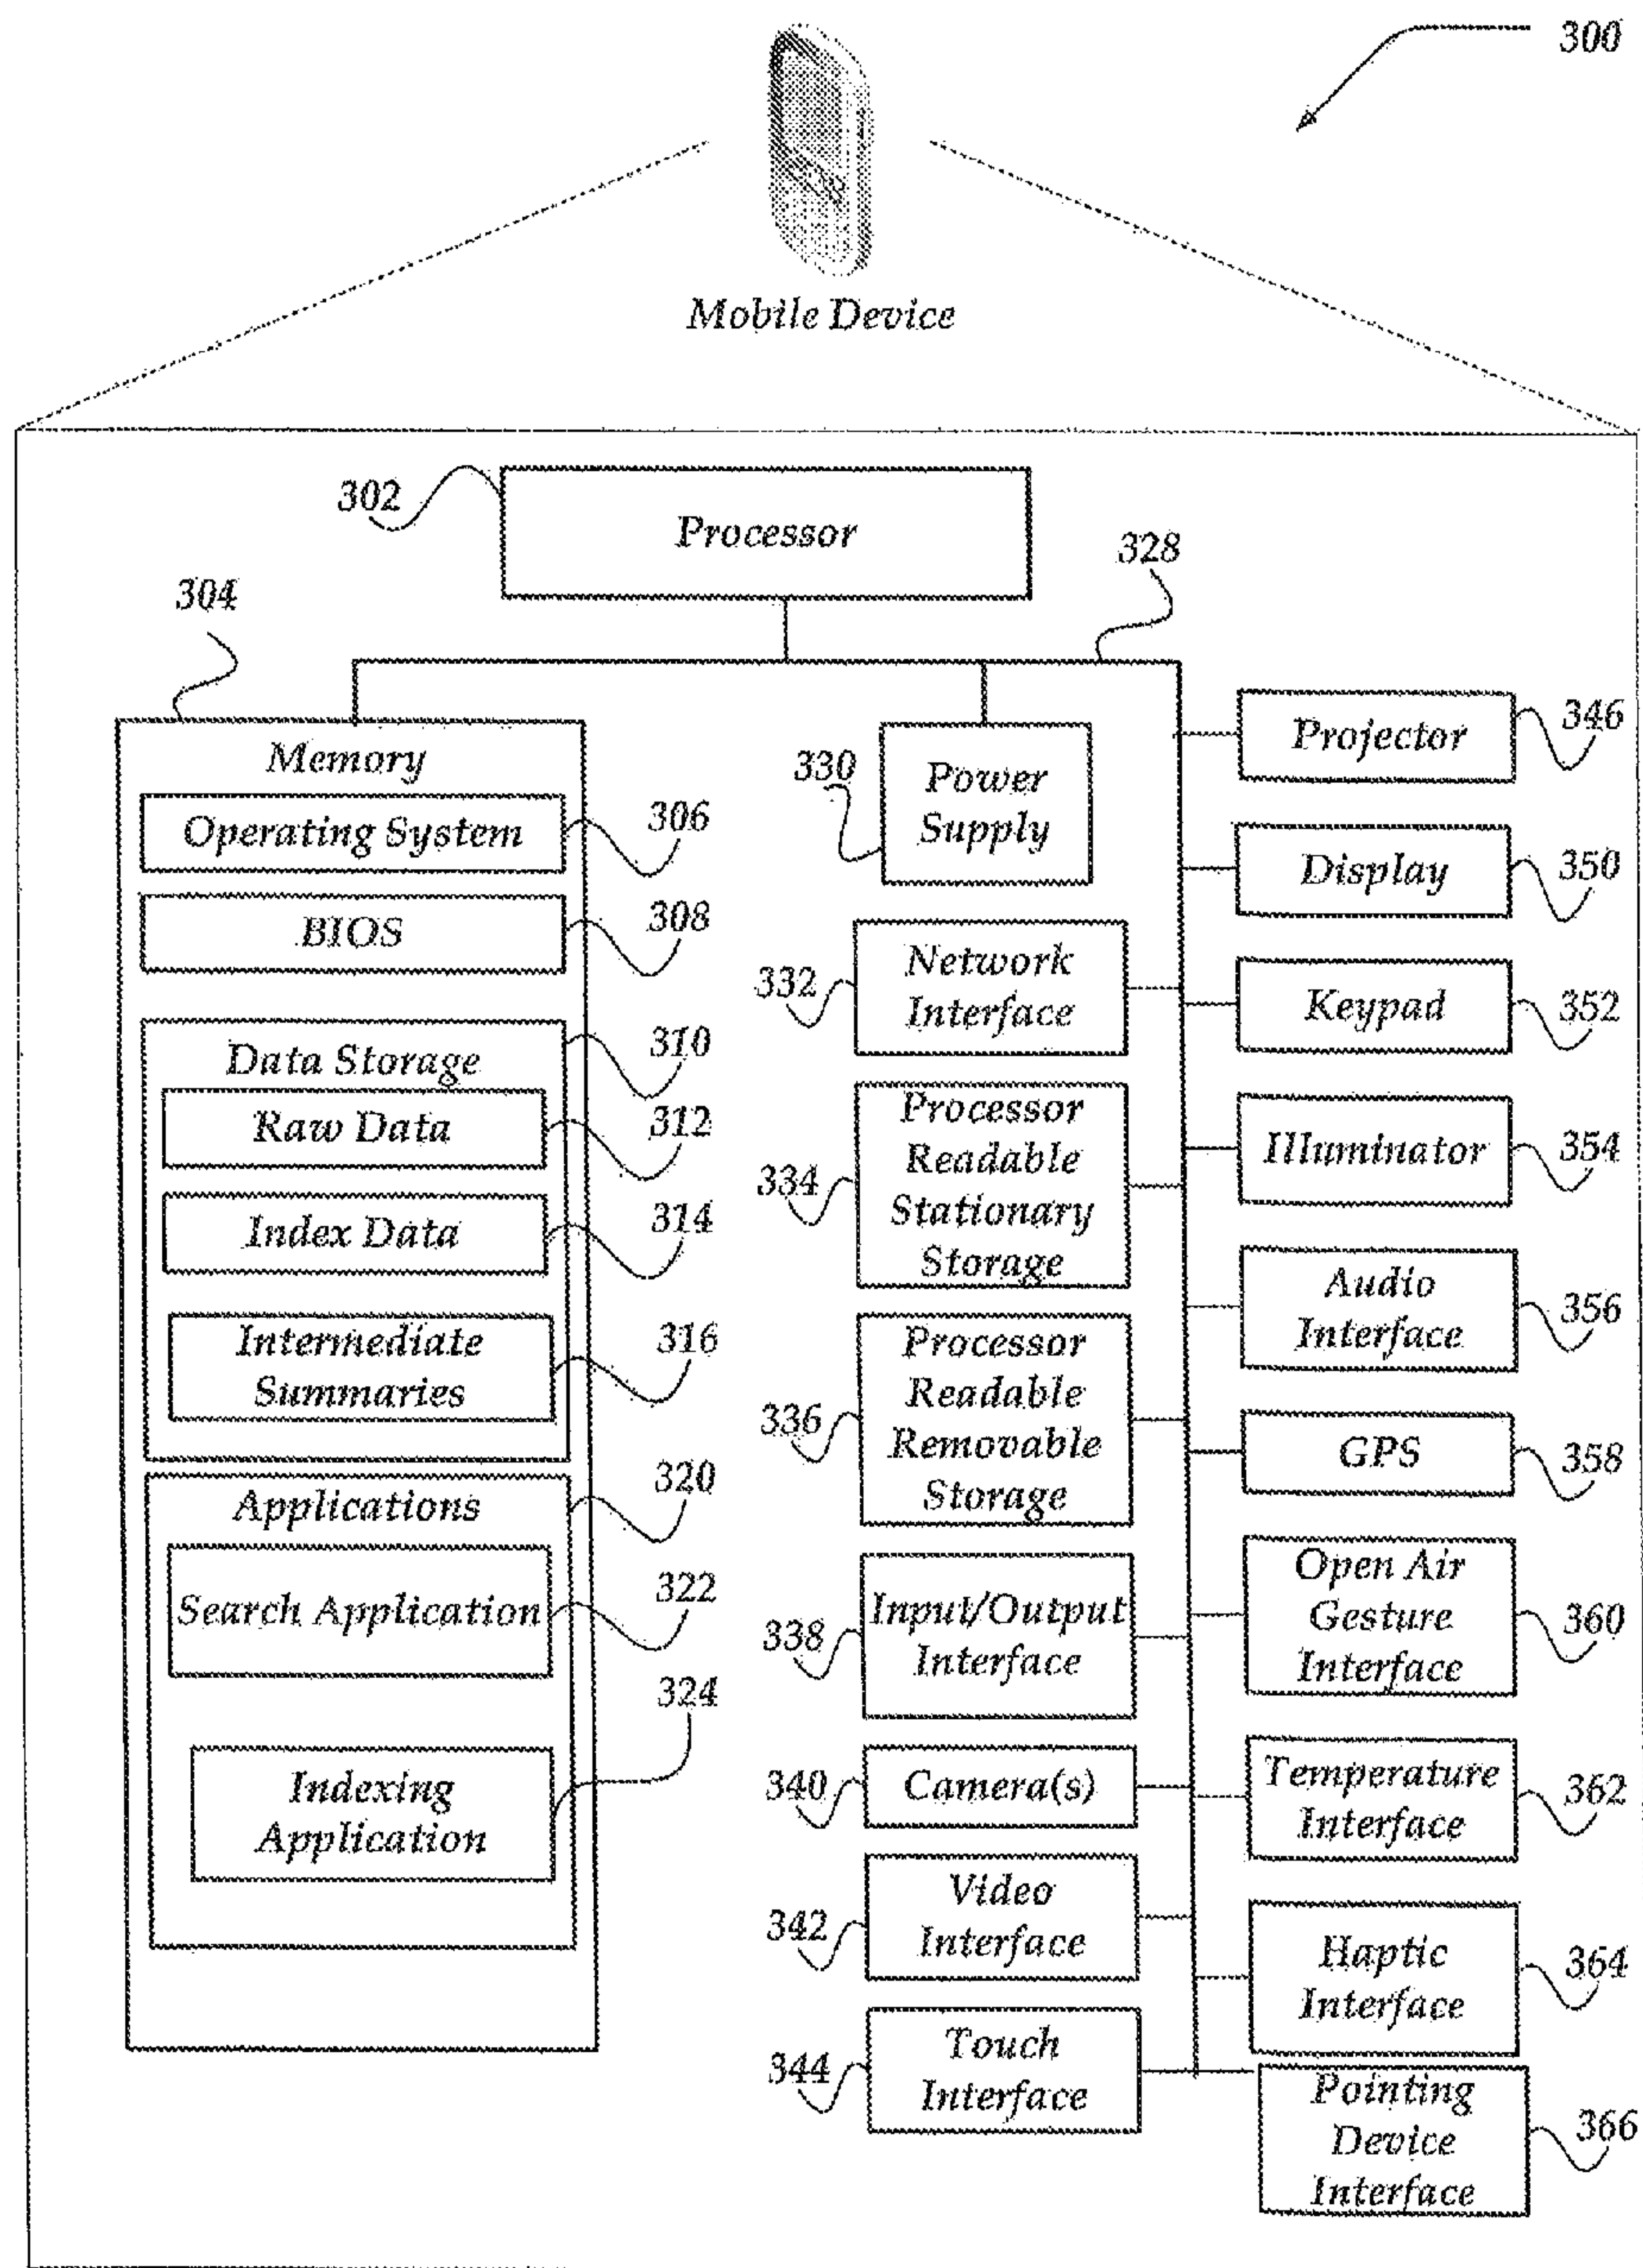 300
Mobile Device
302
Processor
328
304
Memory
Operating System
306
BIOS
308
Data Storage
310
Raw Data
312
Index Data
314
Intermediate
Summaries
316
Applications
320
Search Application
322
324
Indexing
Application
330
Power
Supply
332
Network
Interface
334
Processor
Readable
Stationary
Storage
336
Processor
Readable
Removable
Storage
338
Input/Output
Interface
340
Camera(s)
342
Video
Interface
344
Touch
Interface
Projector
346
Display
350
Keypad
352
Illuminator
354
Audio
Interface
356
GPS
358
Open Air
Gesture
Interface
360
Temperature
Interface
362
Haptic
Interface
364
Pointing
Device
Interface
366